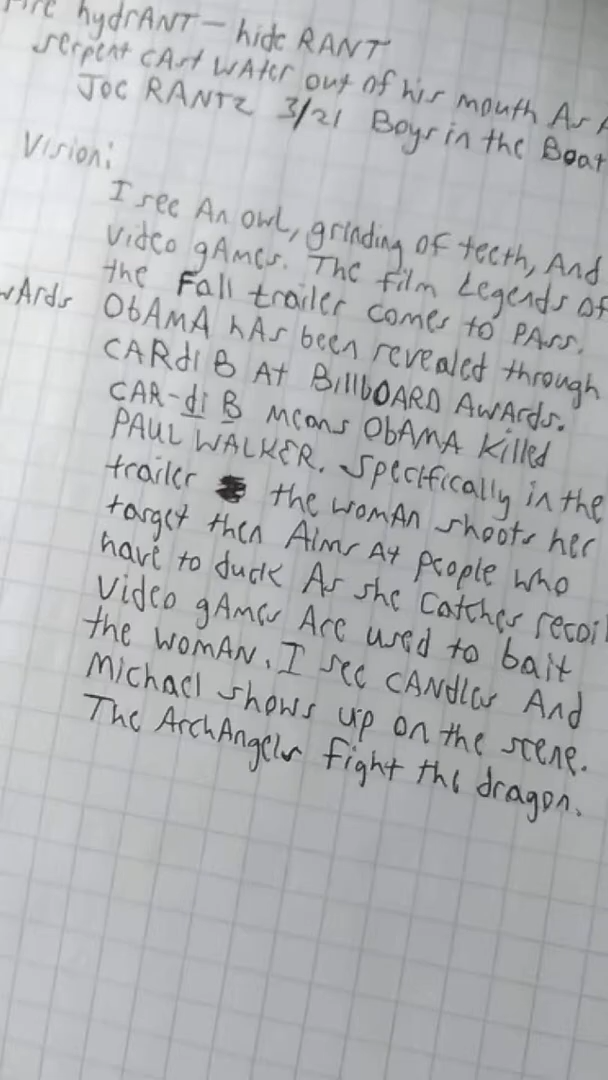 fire hydrANT – hide RANT
serpent cAst wAter out of his mouth As A
JOE RANTZ 3/21 Boys in the Boat
Vision:
I see An owl, grinding of teeth, And
video gAmes. The film Legends of
the Fall trailer comes to PAss.
wArds ObAMA hAs been revealed through
CARdi B At BillbOARD AwArds.
CAR-di B meAns ObAMA killed
PAUL WALKER. Specifically in the
trailer the womAn shoots her
target then Aims At people who
have to duck As she catches recoil
Video gAmes Are used to bait
the womAn. I see cANdles And
Michael shows up on the scene.
The ArchAngels fight the dragon.